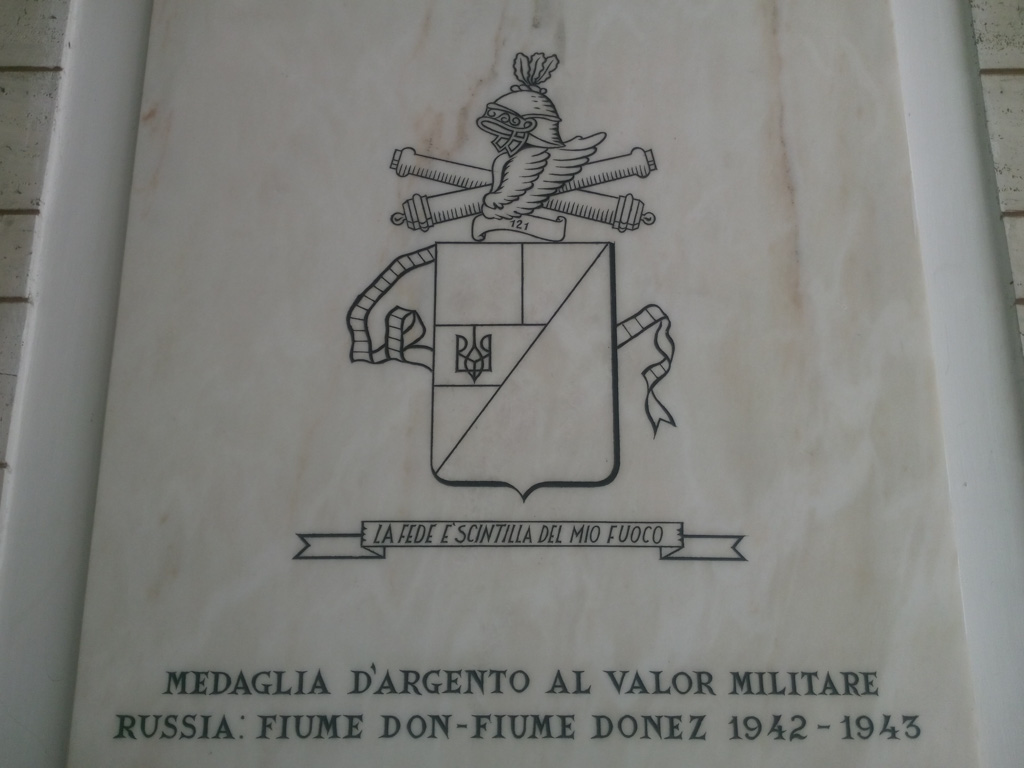 121
LA FEDE E' SCINTILLA DEL MIO FUOCO
MEDAGLIA D'ARGENTO AL VALOR MILITARE
RUSSIA: FIUME DON-FIUME DONEZ 1942-1943